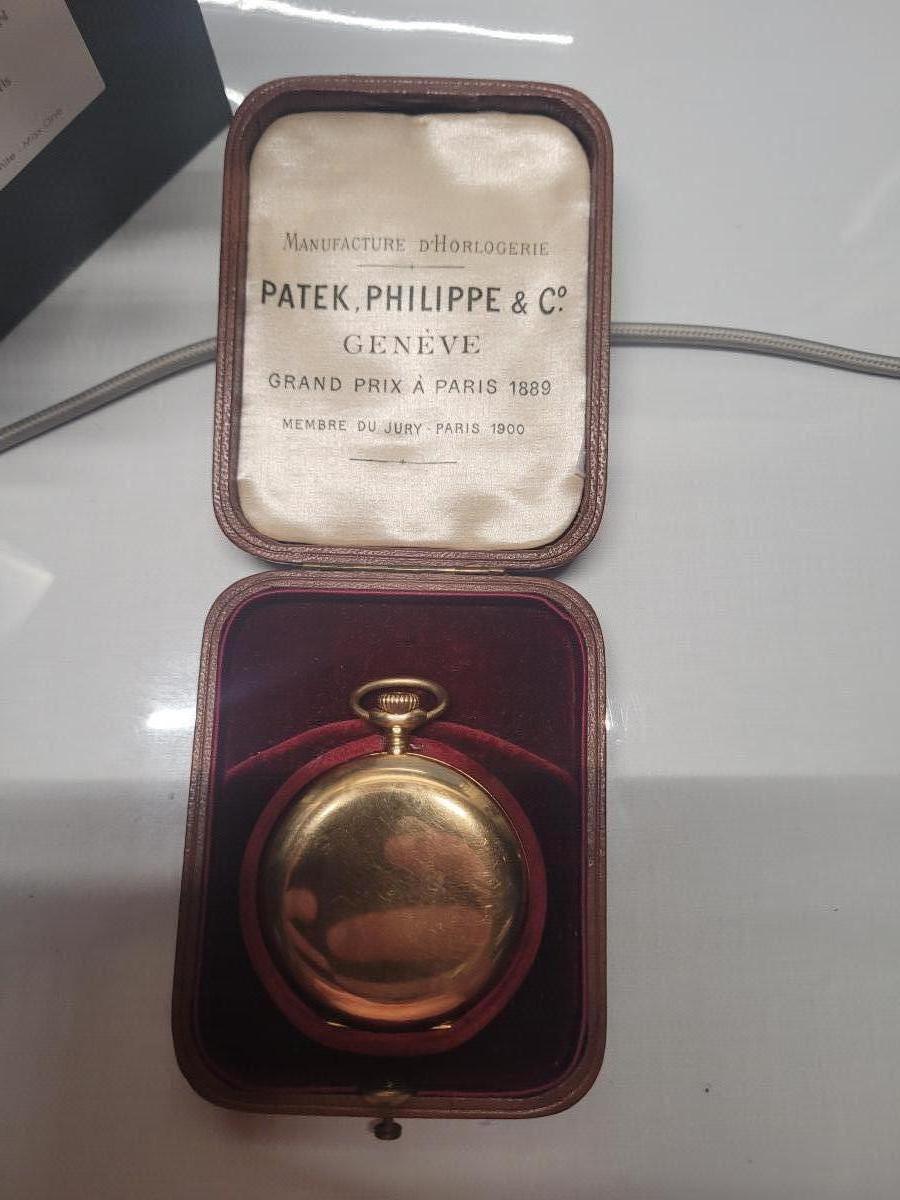 MANUFACTURE D'HORLOGERIE
PATEK, PHILIPPE & Cº
GENÈVE
GRAND PRIX À PARIS 1889
MEMBRE DU JURY - PARIS 1900